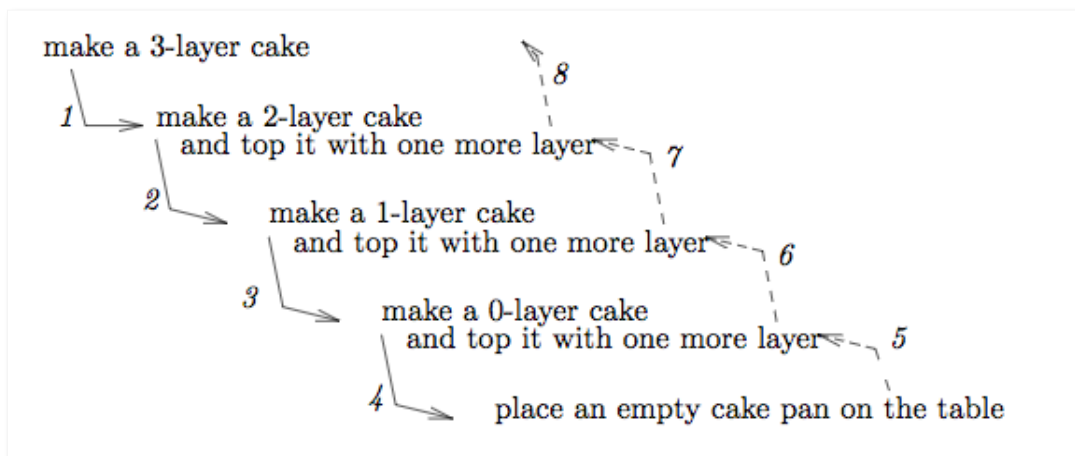 make a 3-layer cake
8
1
make a 2-layer cake
and top it with one more layer
7
2
make a 1-layer cake
and top it with one more layer
6
3
make a 0-layer cake
and top it with one more layer
5
4
place an empty cake pan on the table